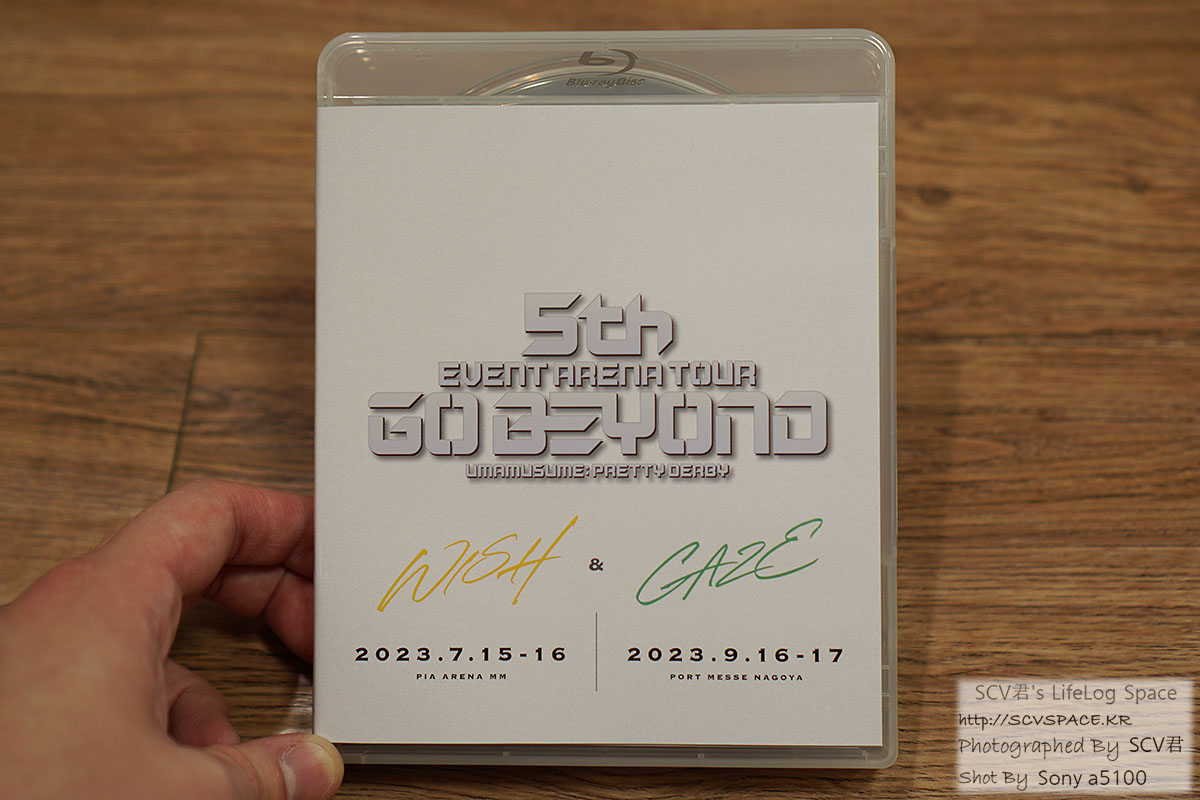 Blu-ray Disc
5th
EVENT ARENA TOUR
GO BEYOND
UMAMUSUME: PRETTY DERBY
WISH & GAZE
2023.7.15-16 2023.9.16-17
PIA ARENA MM PORT MESSE NAGOYA
SCV君's LifeLog Space
http://SCVSPACE.KR
Photographed By SCV君
Shot By Sony a5100